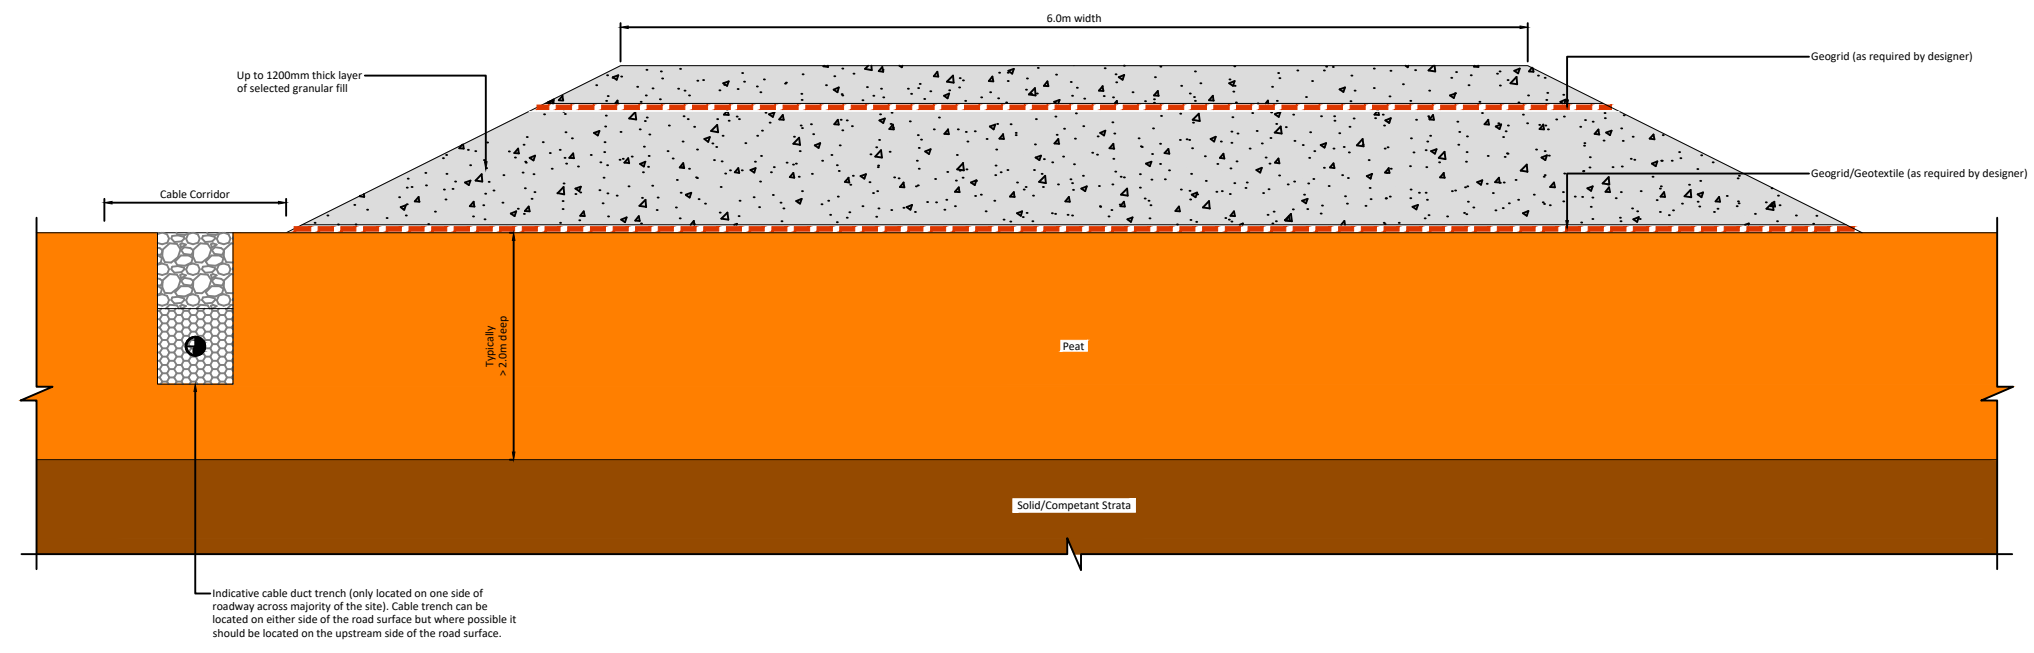 6.0m width
Geogrid (as required by designer)
Up to 1200mm thick layer
of selected granular fill
Geogrid/Geotextile (as required by designer)
Cable Corridor
Typically
> 2.0m deep
Peat
Solid/Competant Strata
Indicative cable duct trench (only located on one side of
roadway across majority of the site). Cable trench can be
located on either side of the road surface but where possible it
should be located on the upstream side of the road surface.